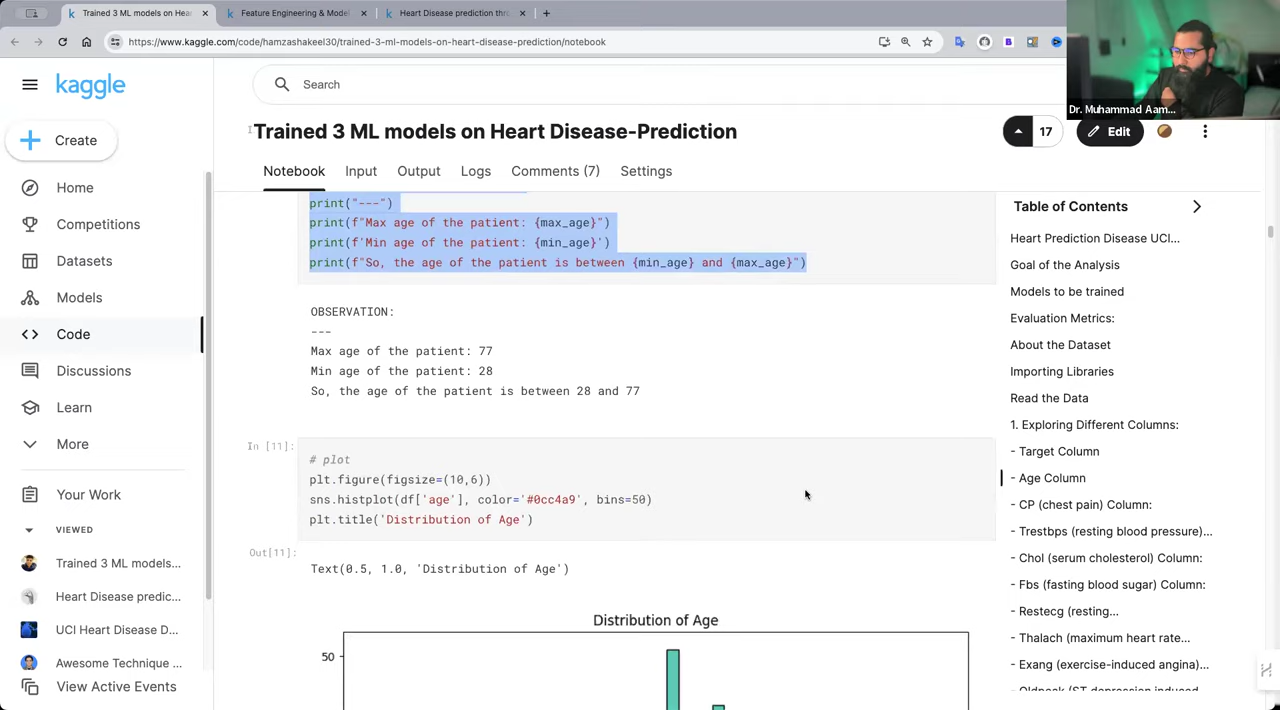 Trained 3 ML models on Hear
Feature Engineering & Model
Heart Disease prediction thr
https://www.kaggle.com/code/hamzashakeel30/trained-3-ml-models-on-heart-disease-prediction/notebook
Dr. Muhammad Aam...
kaggle
Search
Create
Home
Competitions
Datasets
Models
Code
Discussions
Learn
More
Your Work
VIEWED
Trained 3 ML models...
Heart Disease predic...
UCI Heart Disease D...
Awesome Technique ...
View Active Events
Trained 3 ML models on Heart Disease-Prediction
17
Edit
Notebook Input Output Logs Comments (7) Settings
print("---")
print(f"Max age of the patient: {max_age}")
print(f'Min age of the patient: {min_age}')
print(f"So, the age of the patient is between {min_age} and {max_age}")
OBSERVATION:
---
Max age of the patient: 77
Min age of the patient: 28
So, the age of the patient is between 28 and 77
In [11]:
# plot
plt.figure(figsize=(10,6))
sns.histplot(df['age'], color='#0cc4a9', bins=50)
plt.title('Distribution of Age')
Out[11]:
Text(0.5, 1.0, 'Distribution of Age')
Distribution of Age
50
Table of Contents
Heart Prediction Disease UCI...
Goal of the Analysis
Models to be trained
Evaluation Metrics:
About the Dataset
Importing Libraries
Read the Data
1. Exploring Different Columns:
- Target Column
- Age Column
- CP (chest pain) Column:
- Trestbps (resting blood pressure)...
- Chol (serum cholesterol) Column:
- Fbs (fasting blood sugar) Column:
- Restecg (resting...
- Thalach (maximum heart rate...
- Exang (exercise-induced angina)...
- Oldpeak (ST depression induced